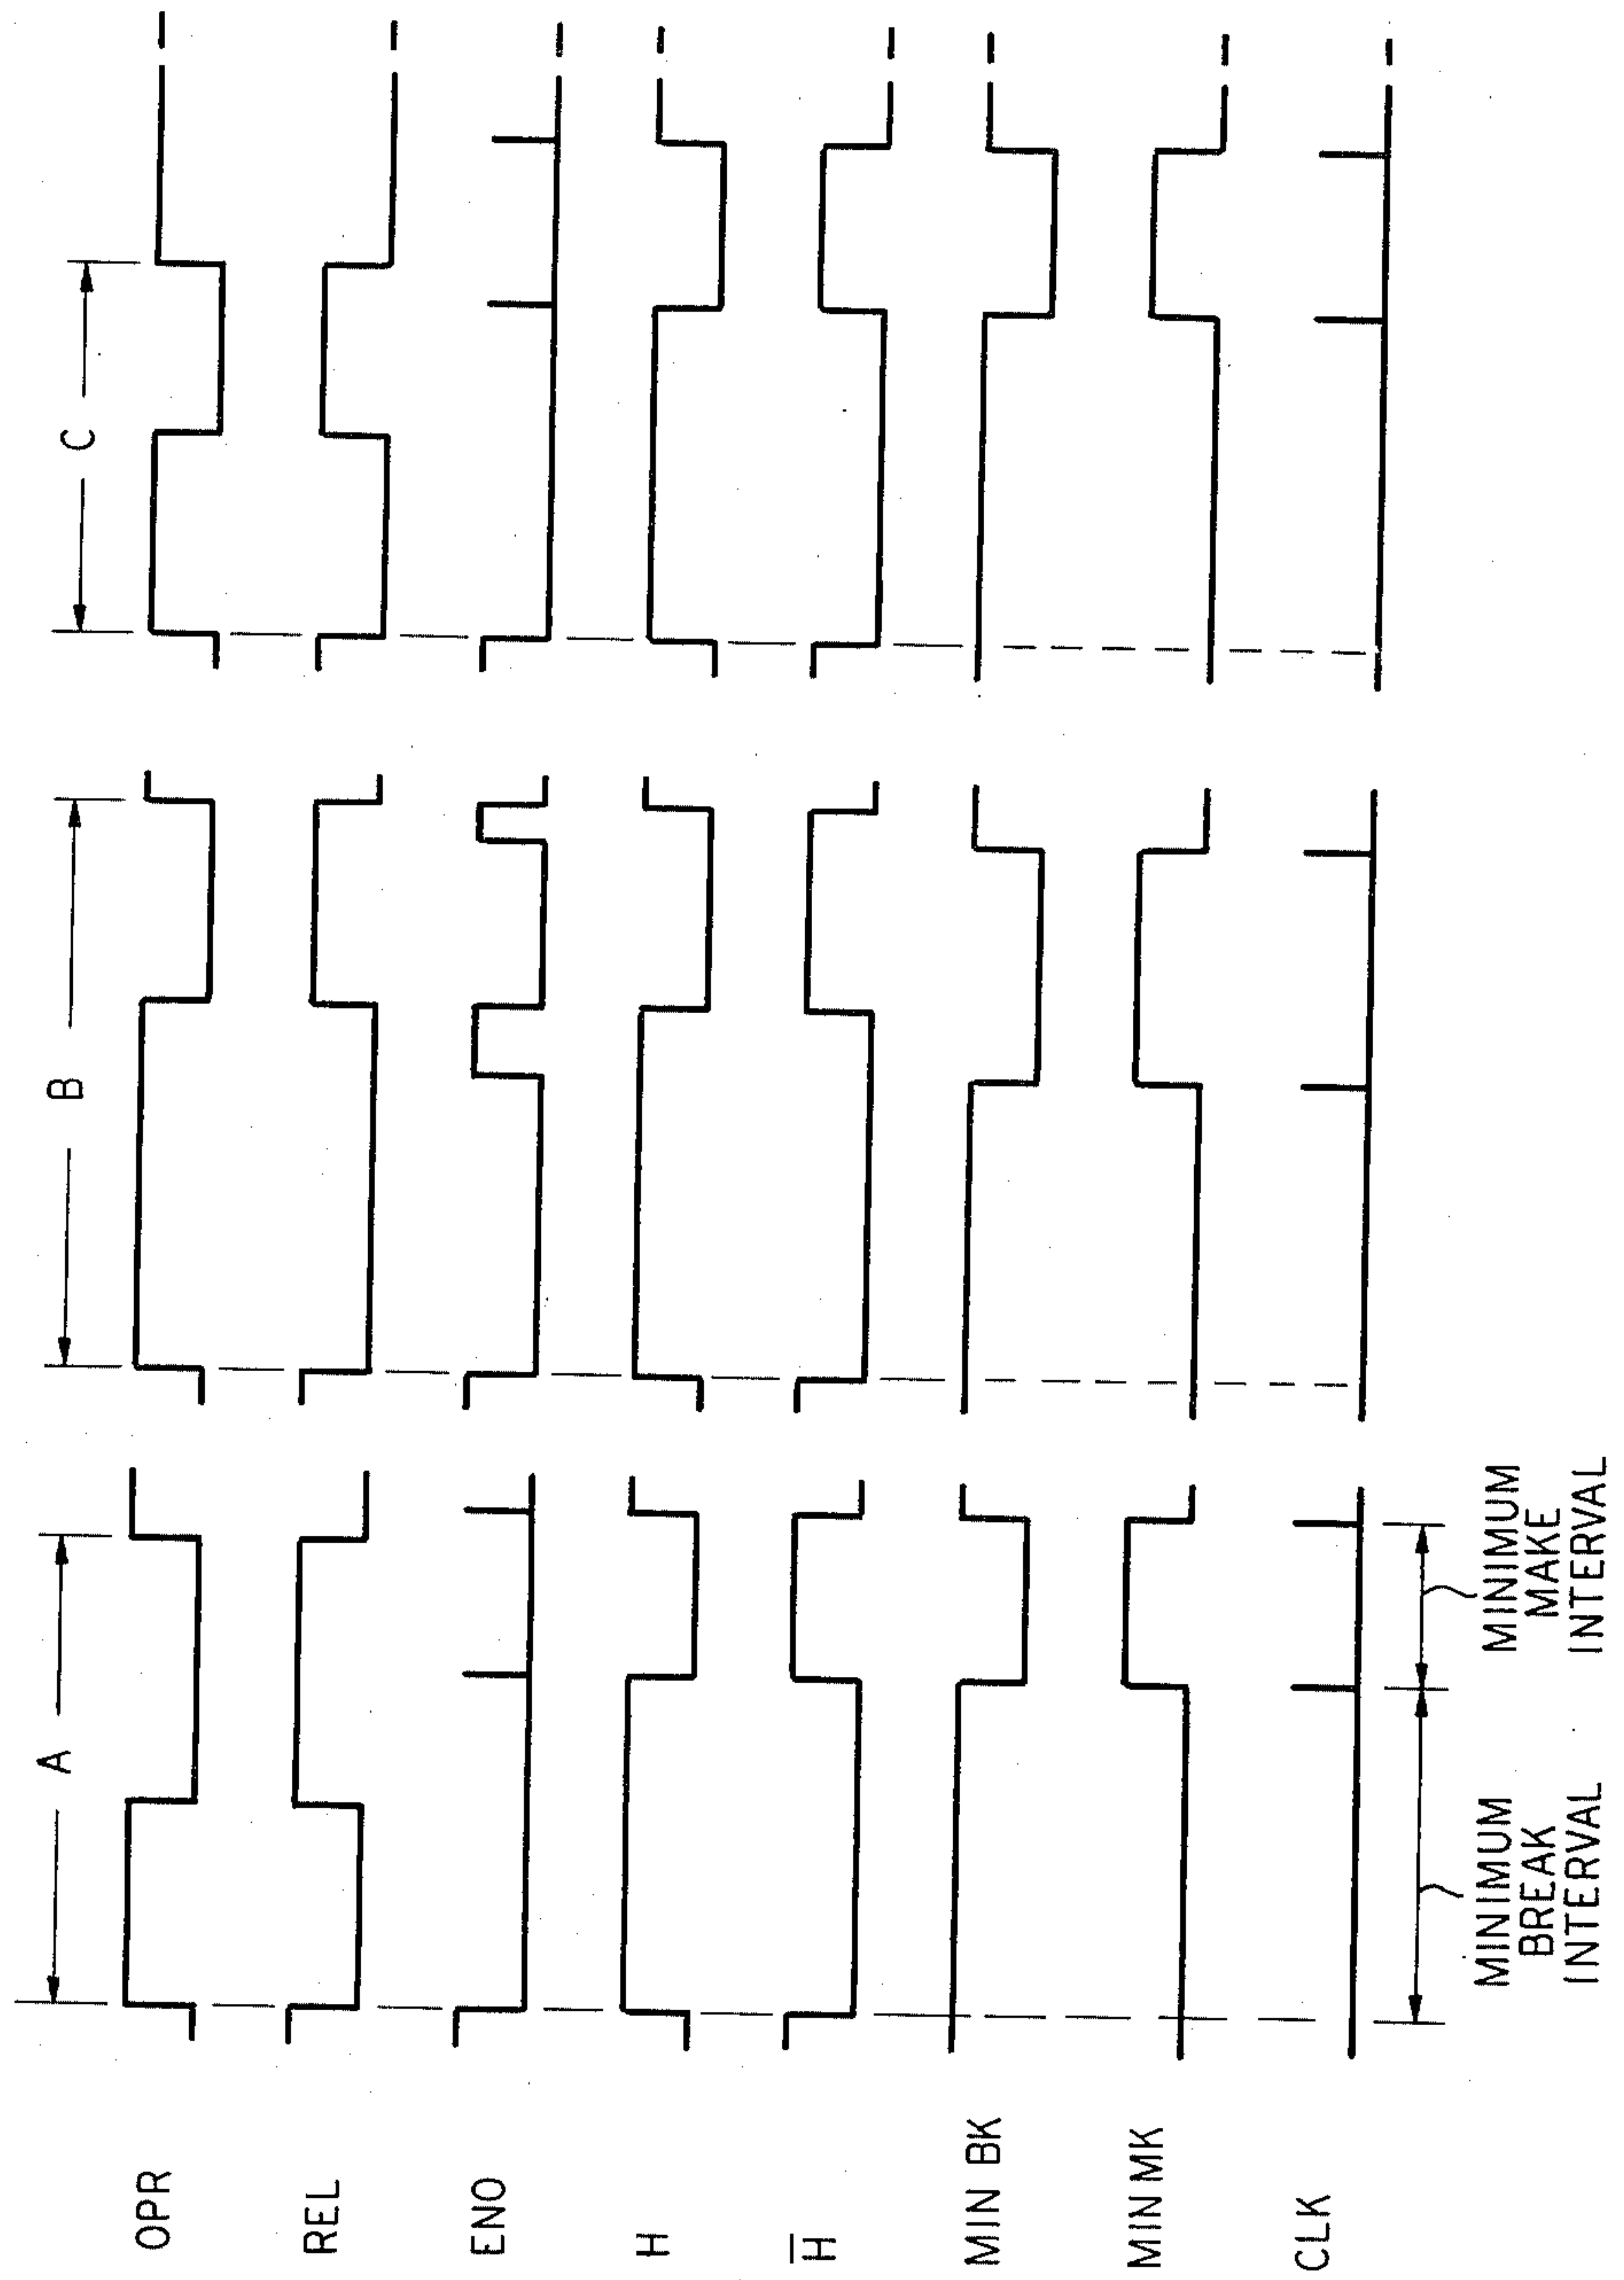 A
B
C
OPR
REL
ENO
H
H̅
MIN BK
MIN MK
CLK
MINIMUM
BREAK
INTERVAL
MINIMUM
MAKE
INTERVAL